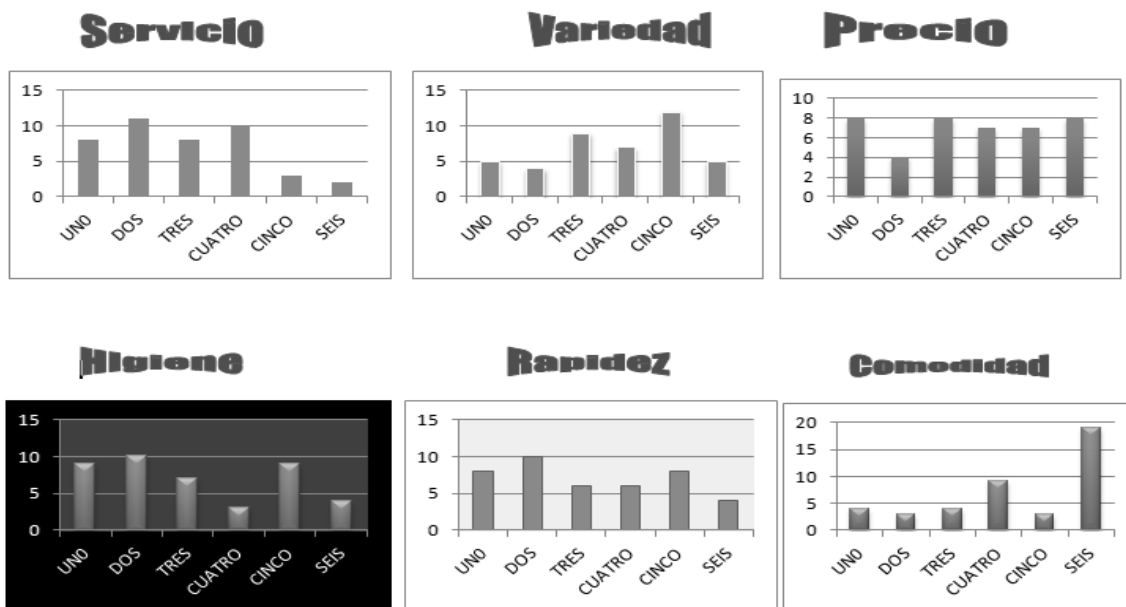 Servicio
Variedad
Precio
15
10
5
0
UN0
DOS
TRES
CUATRO
CINCO
SEIS
15
10
5
0
UN0
DOS
TRES
CUATRO
CINCO
SEIS
10
8
6
4
2
0
UN0
DOS
TRES
CUATRO
CINCO
SEIS
Higiene
Rapidez
Comodidad
15
10
5
0
UN0
DOS
TRES
CUATRO
CINCO
SEIS
15
10
5
0
UN0
DOS
TRES
CUATRO
CINCO
SEIS
20
15
10
5
0
UN0
DOS
TRES
CUATRO
CINCO
SEIS